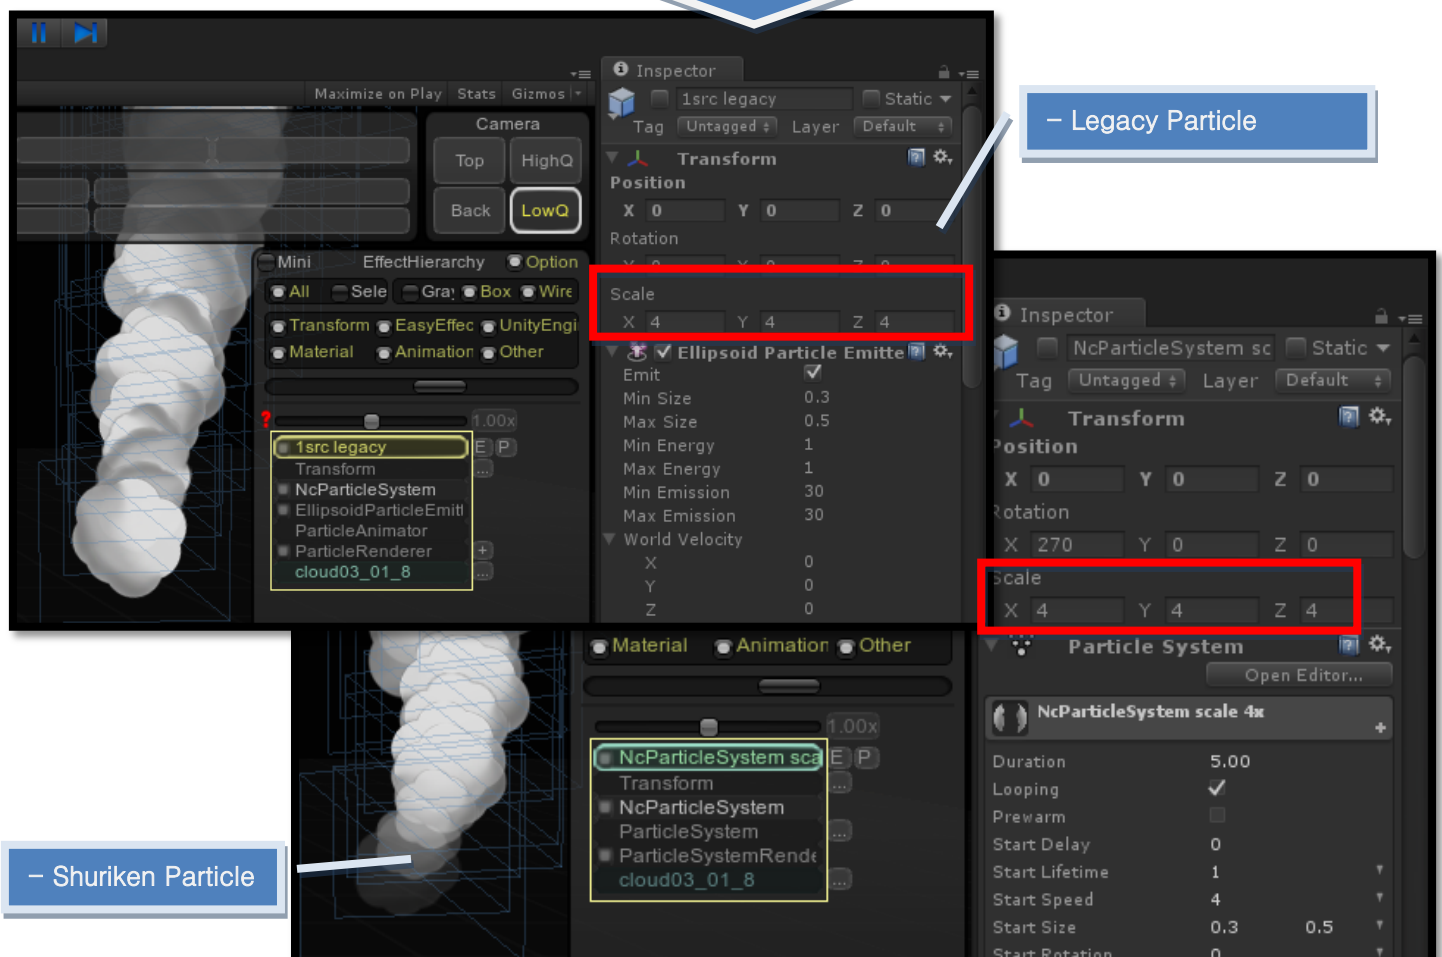 Inspector
Maximize on Play Stats Gizmos
1src legacy Static
Camera
Tag Untagged Layer Default
Top HighQ
Transform
Position
Back LowQ
X 0 Y 0 Z 0
Rotation
Mini EffectHierarchy Option
All Sele Gra Box Wire
Scale
X 4 Y 4 Z 4
Transform EasyEffec UnityEngi
Material Animation Other
Ellipsoid Particle Emitte
Emit
Min Size 0.3
Max Size 0.5
Min Energy 1
Max Energy 1
Min Emission 30
Max Emission 30
World Velocity
X 0
Y 0
Z 0
? 1.00x
1src legacy E P
Transform ...
NcParticleSystem
EllipsoidParticleEmitt
ParticleAnimator
ParticleRenderer +
cloud03_01_8 ...
– Legacy Particle
Inspector
NcParticleSystem sc Static
Tag Untagged Layer Default
Transform
Position
X 0 Y 0 Z 0
Rotation
X 270 Y 0 Z 0
Scale
X 4 Y 4 Z 4
Particle System
Open Editor...
NcParticleSystem scale 4x
+
Duration 5.00
Looping
Prewarm
Start Delay 0
Start Lifetime 1
Start Speed 4
Start Size 0.3 0.5
Start Rotation 0
Material Animation Other
1.00x
NcParticleSystem sca E P
Transform ...
NcParticleSystem
ParticleSystem ...
ParticleSystemRende
cloud03_01_8 ...
– Shuriken Particle